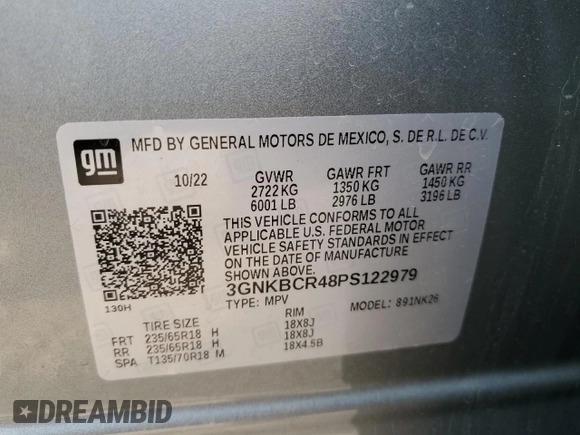 gm
MFD BY GENERAL MOTORS DE MEXICO, S. DE R.L. DE C.V.
10/22 GVWR GAWR FRT GAWR RR
2722 KG 1350 KG 1450 KG
6001 LB 2976 LB 3196 LB
THIS VEHICLE CONFORMS TO ALL
APPLICABLE U.S. FEDERAL MOTOR
VEHICLE SAFETY STANDARDS IN EFFECT
ON THE DATE OF MANUFACTURE
SHOWN ABOVE.
3GNKBCR48PS122979
130H TYPE: MPV MODEL: 891NK26
TIRE SIZE RIM
FRT 235/65R18 H 18X8J
RR 235/65R18 H 18X8J
SPA T135/70R18 M 18X4.5B
DREAMBID